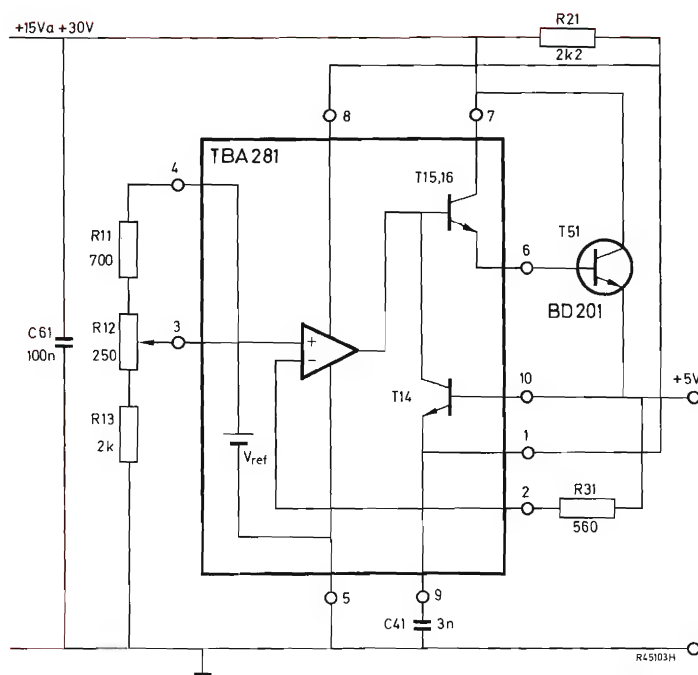 +15Va +30V
R21
2k2
8
7
TBA281
4
T15,16
T51
R11
700
6
BD201
C61
100n
R12
250
3
+
−
10
+5V
T14
R13
2k
1
Vref
2
R31
560
5
9
C41
3n
R45103H